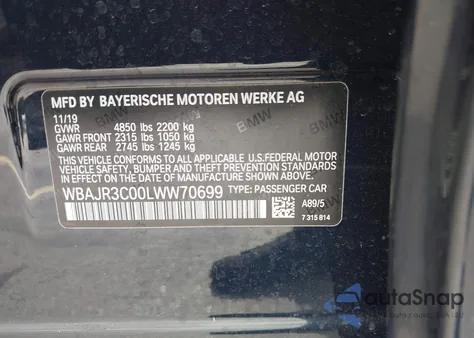 MFD BY BAYERISCHE MOTOREN WERKE AG
11/19
GVWR 4850 lbs 2200 kg
GAWR FRONT 2315 lbs 1050 kg
GAWR REAR 2745 lbs 1245 kg
THIS VEHICLE CONFORMS TO ALL APPLICABLE U.S.FEDERAL MOTOR
VEHICLE SAFETY, BUMPER AND THEFT PREVENTION STANDARDS
IN EFFECT ON THE DATE OF MANUFACTURE SHOWN ABOVE.
WBAJR3C00LWW70699 TYPE: PASSENGER CAR
A89/5
7 315 814
BMW
BMW
BMW
autoSnap